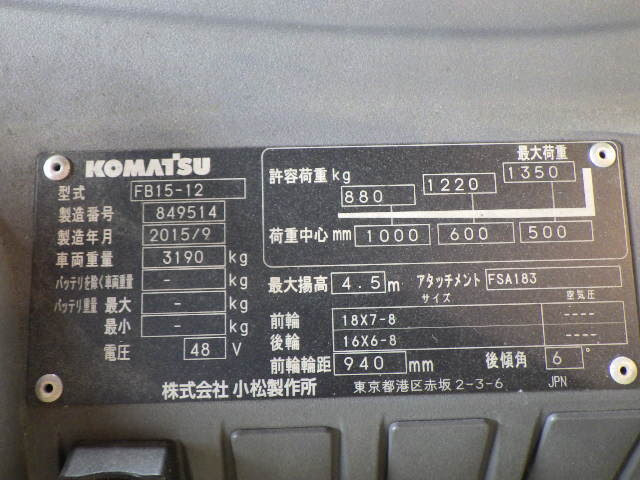 KOMATSU
型式 FB15-12
製造番号 849514
製造年月 2015/9
車両重量 3190 kg
バッテリを除く車両重量 - kg
バッテリ重量 最大 - kg
最小 - kg
電圧 48 V
最大荷重
許容荷重 kg 880 1220 1350
荷重中心 mm 1000 600 500
最大揚高 4.5 m アタッチメント FSA183
サイズ 空気圧
前輪 18X7-8 ----
後輪 16X6-8 ----
前輪輪距 940 mm 後傾角 6 °
株式会社 小松製作所 東京都港区赤坂 2-3-6 JPN